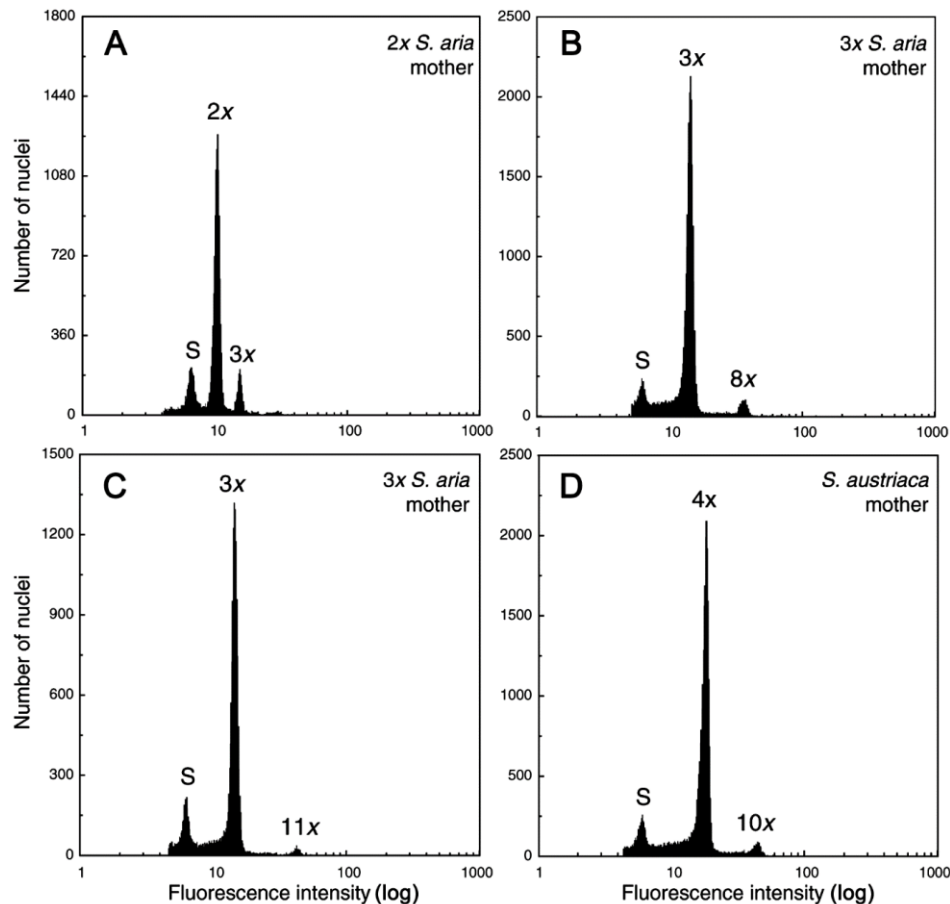 A
2x S. aria
mother
Number of nuclei
1800
1440
1080
720
360
0
S
2x
3x
1 10 100 1000
B
3x S. aria
mother
2500
2000
1500
1000
500
0
S
3x
8x
1 10 100 1000
C
3x S. aria
mother
Number of nuclei
1500
1200
900
600
300
0
S
3x
11x
1 10 100 1000
Fluorescence intensity (log)
D
S. austriaca
mother
2500
2000
1500
1000
500
0
S
4x
10x
1 10 100 1000
Fluorescence intensity (log)